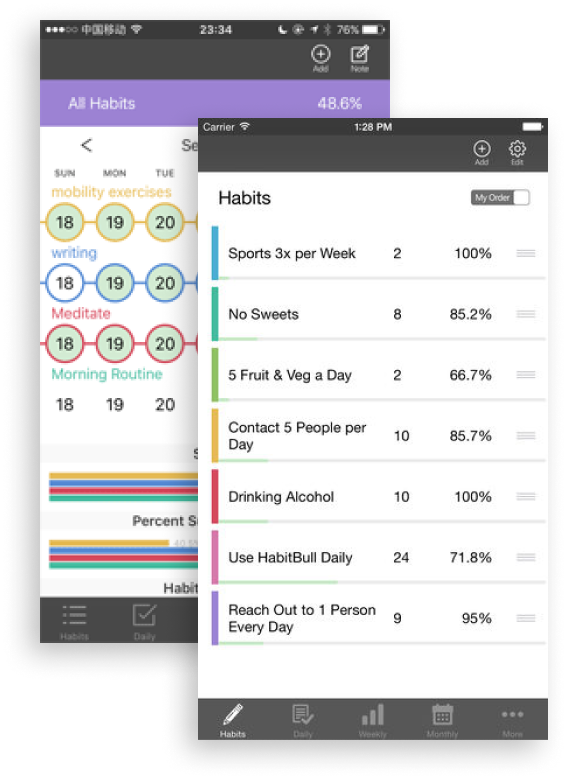 中国移动 23:34 76%
Add Note
All Habits 48.6%
< Se
SUN MON TUE
mobility exercises
18 19 20
writing
18 19 20
Meditate
18 19 20
Morning Routine
18 19 20
S
Percent S
40.5%
Habit
Habits Daily
Carrier 1:28 PM
Add Edit
Habits My Order
Sports 3x per Week 2 100%
No Sweets 8 85.2%
5 Fruit & Veg a Day 2 66.7%
Contact 5 People per
Day 10 85.7%
Drinking Alcohol 10 100%
Use HabitBull Daily 24 71.8%
Reach Out to 1 Person
Every Day 9 95%
Habits Daily Weekly Monthly More